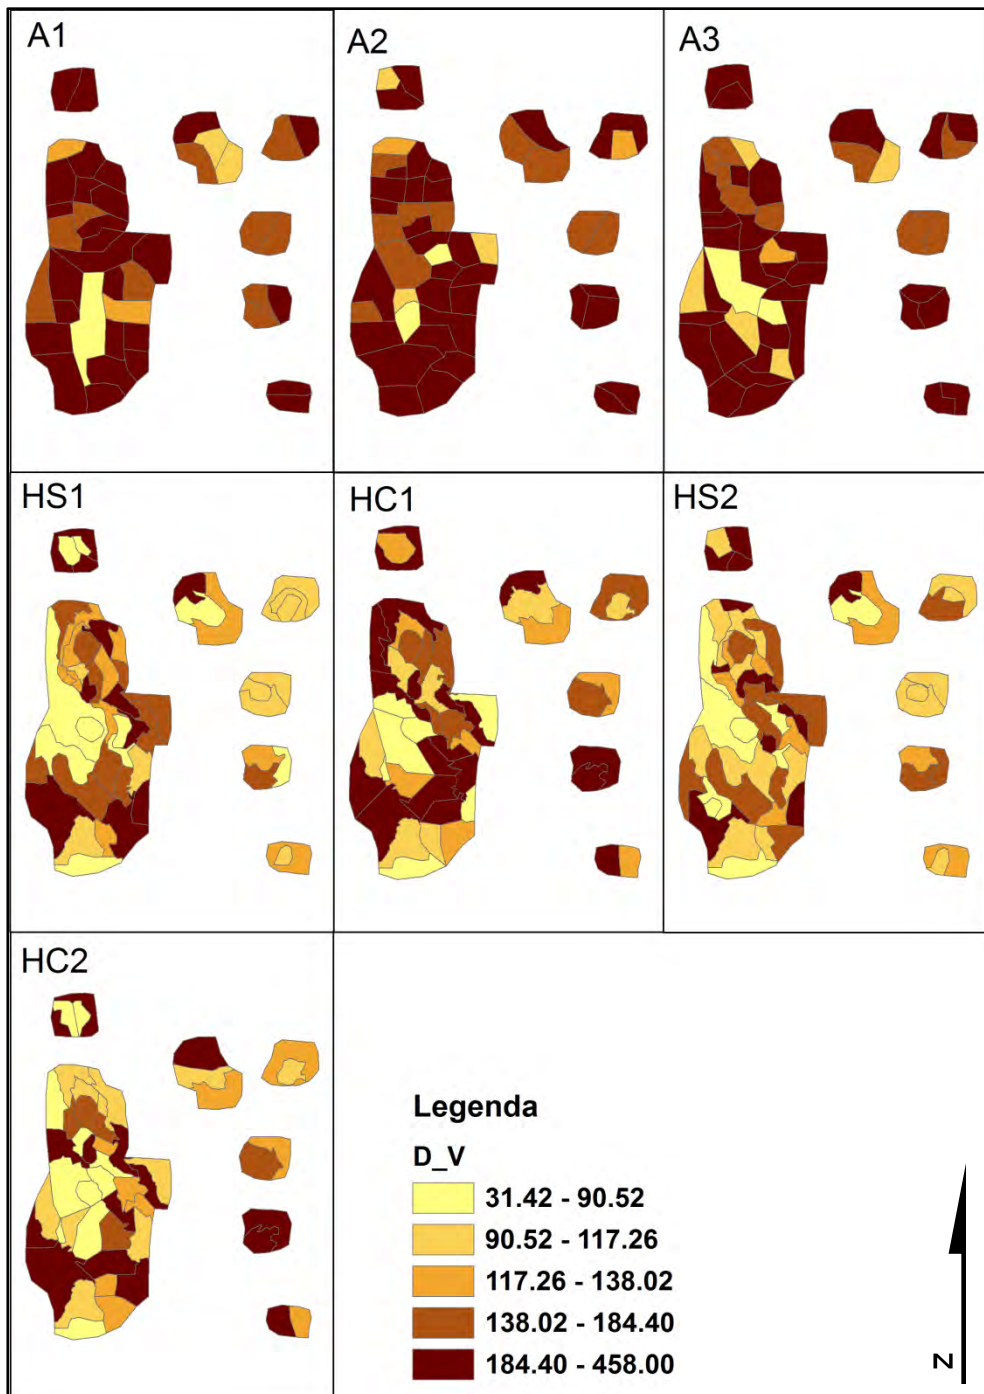 A1
A2
A3
HS1
HC1
HS2
HC2
Legenda
D_V
31.42 - 90.52
90.52 - 117.26
117.26 - 138.02
138.02 - 184.40
184.40 - 458.00
N